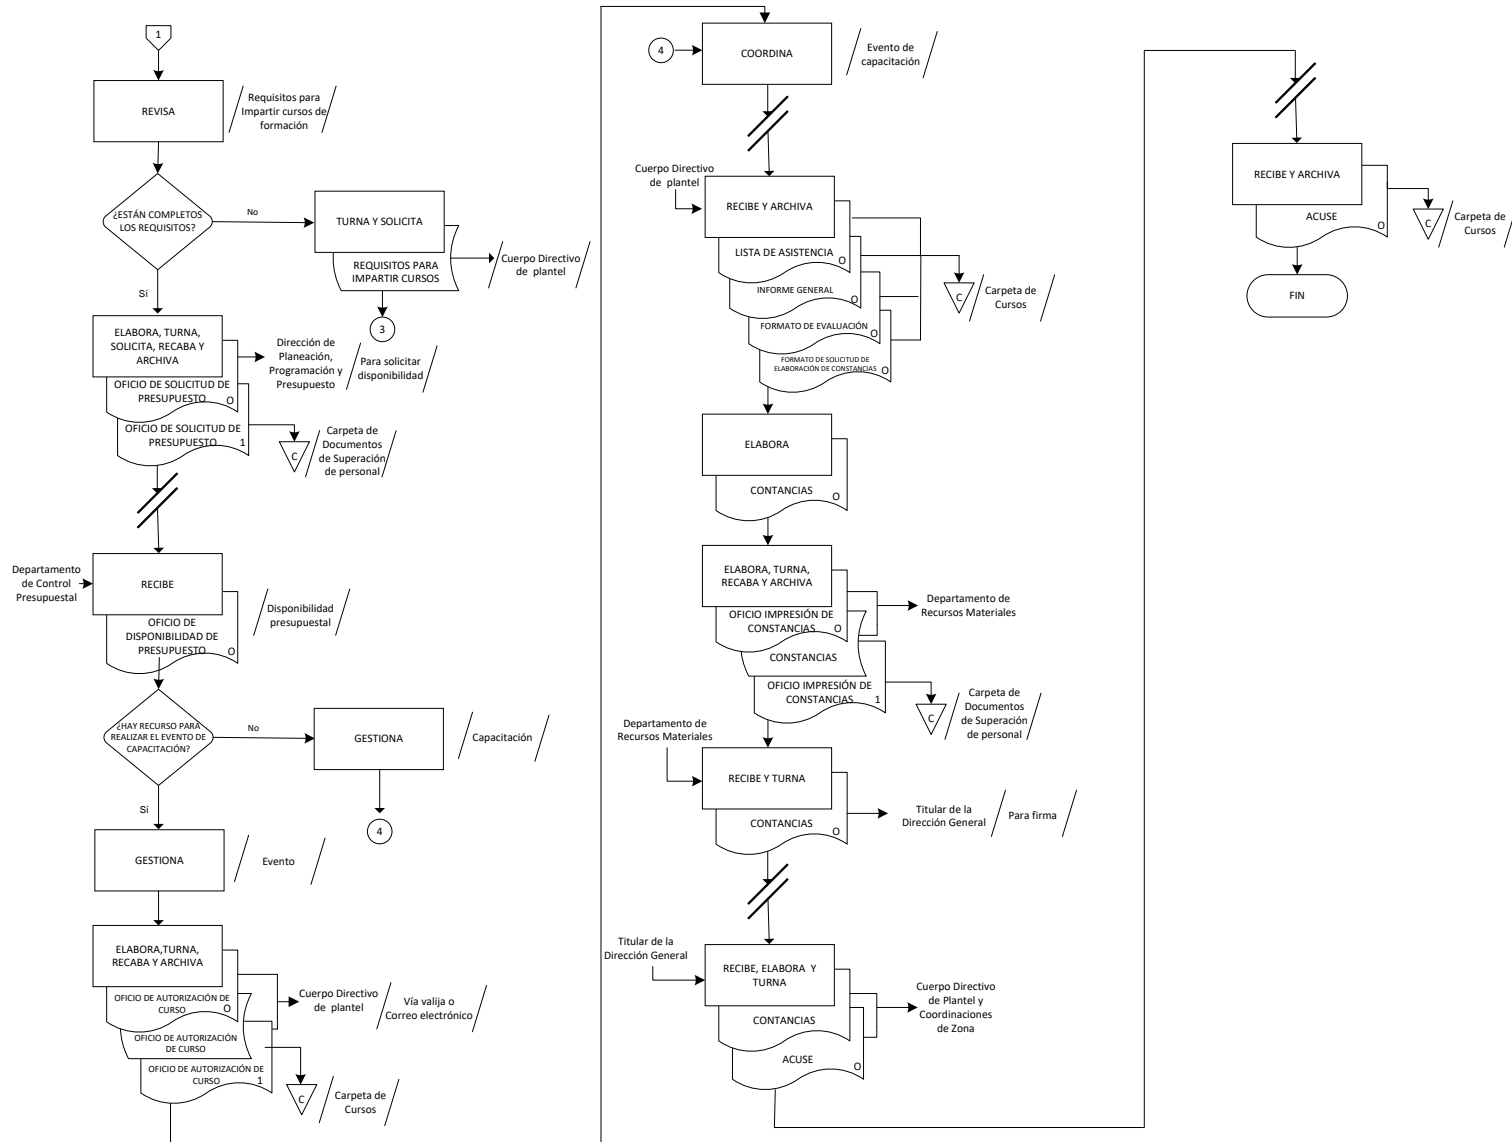 1
REVISA
Requisitos para
Impartir cursos de
formación
¿ESTÁN COMPLETOS
LOS REQUISITOS?
No
TURNA Y SOLICITA
REQUISITOS PARA
IMPARTIR CURSOS
Cuerpo Directivo
de plantel
3
Sí
ELABORA, TURNA,
SOLICITA, RECABA Y
ARCHIVA
OFICIO DE SOLICITUD DE
PRESUPUESTO
O
OFICIO DE SOLICITUD DE
PRESUPUESTO
1
Dirección de
Planeación,
Programación y
Presupuesto
Para solicitar
disponibilidad
C
Carpeta de
Documentos
de Superación
de personal
Departamento
de Control
Presupuestal
RECIBE
OFICIO DE
DISPONIBILIDAD DE
PRESUPUESTO
O
Disponibilidad
presupuestal
¿HAY RECURSO PARA
REALIZAR EL EVENTO DE
CAPACITACIÓN?
No
GESTIONA
Capacitación
4
Sí
GESTIONA
Evento
ELABORA,TURNA,
RECABA Y ARCHIVA
OFICIO DE AUTORIZACIÓN DE
CURSO
O
OFICIO DE AUTORIZACIÓN
DE CURSO
OFICIO DE AUTORIZACIÓN DE
CURSO
1
Cuerpo Directivo
de plantel
Vía valija o
Correo electrónico
C
Carpeta de
Cursos
4
COORDINA
Evento de
capacitación
Cuerpo Directivo
de plantel
RECIBE Y ARCHIVA
LISTA DE ASISTENCIA
O
INFORME GENERAL
O
FORMATO DE EVALUACIÓN
O
FORMATO DE SOLICITUD DE
ELABORACIÓN DE CONSTANCIAS
O
C
Carpeta de
Cursos
ELABORA
CONTANCIAS
O
ELABORA, TURNA,
RECABA Y ARCHIVA
OFICIO IMPRESIÓN DE
CONSTANCIAS
O
CONSTANCIAS
OFICIO IMPRESIÓN DE
CONSTANCIAS
1
Departamento de
Recursos Materiales
C
Carpeta de
Documentos
de Superación
de personal
Departamento de
Recursos Materiales
RECIBE Y TURNA
CONTANCIAS
O
Titular de la
Dirección General
Para firma
Titular de la
Dirección General
RECIBE, ELABORA Y
TURNA
CONTANCIAS
ACUSE
O
Cuerpo Directivo
de Plantel y
Coordinaciones
de Zona
RECIBE Y ARCHIVA
ACUSE
O
C
Carpeta de
Cursos
FIN